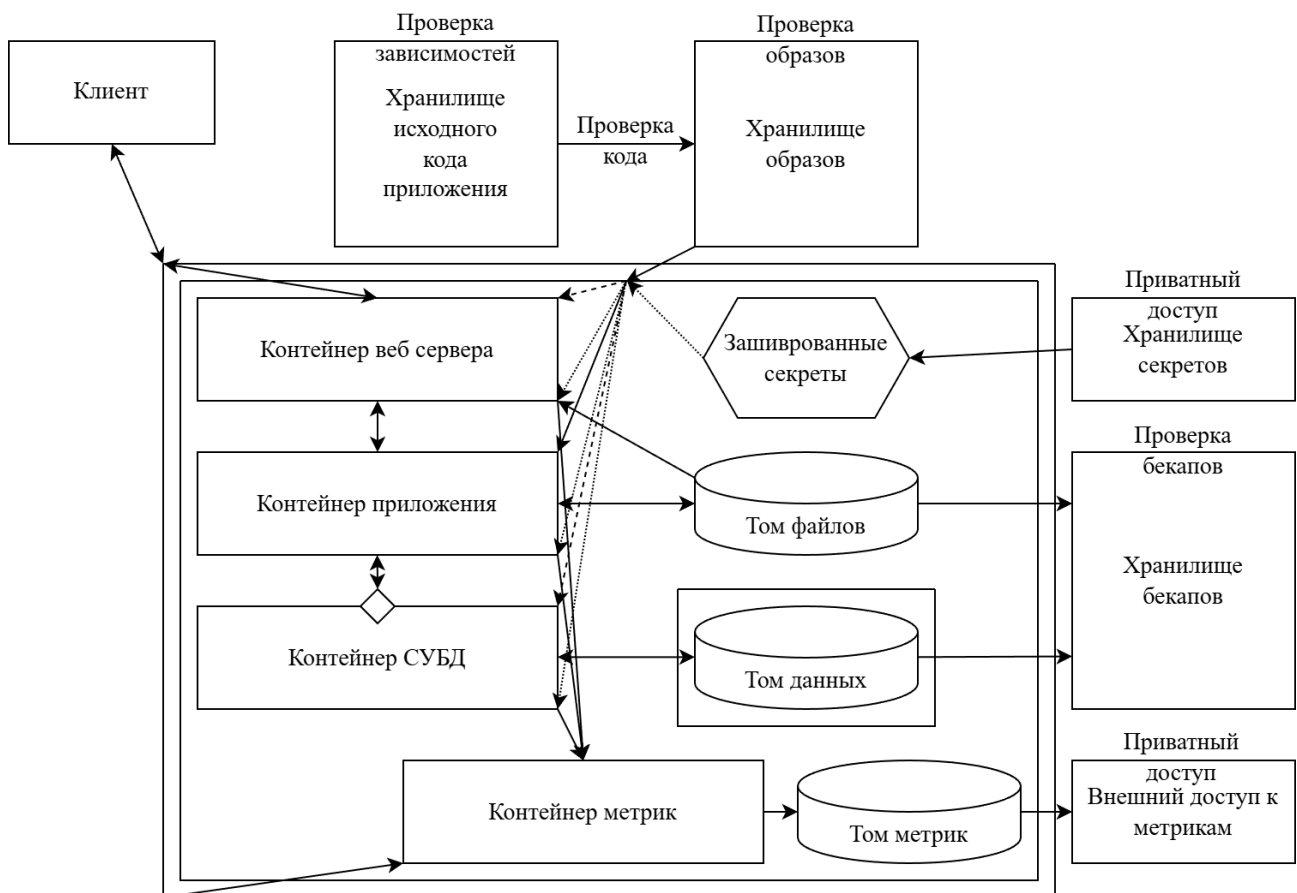 Клиент
Проверка
зависимостей
Хранилище
исходного
кода
приложения
Проверка
кода
Проверка
образов
Хранилище
образов
Контейнер веб сервера
Зашиврованные
секреты
Приватный
доступ
Хранилище
секретов
Контейнер приложения
Том файлов
Проверка
бекапов
Хранилище
бекапов
Контейнер СУБД
Том данных
Контейнер метрик
Том метрик
Приватный
доступ
Внешний доступ к
метрикам